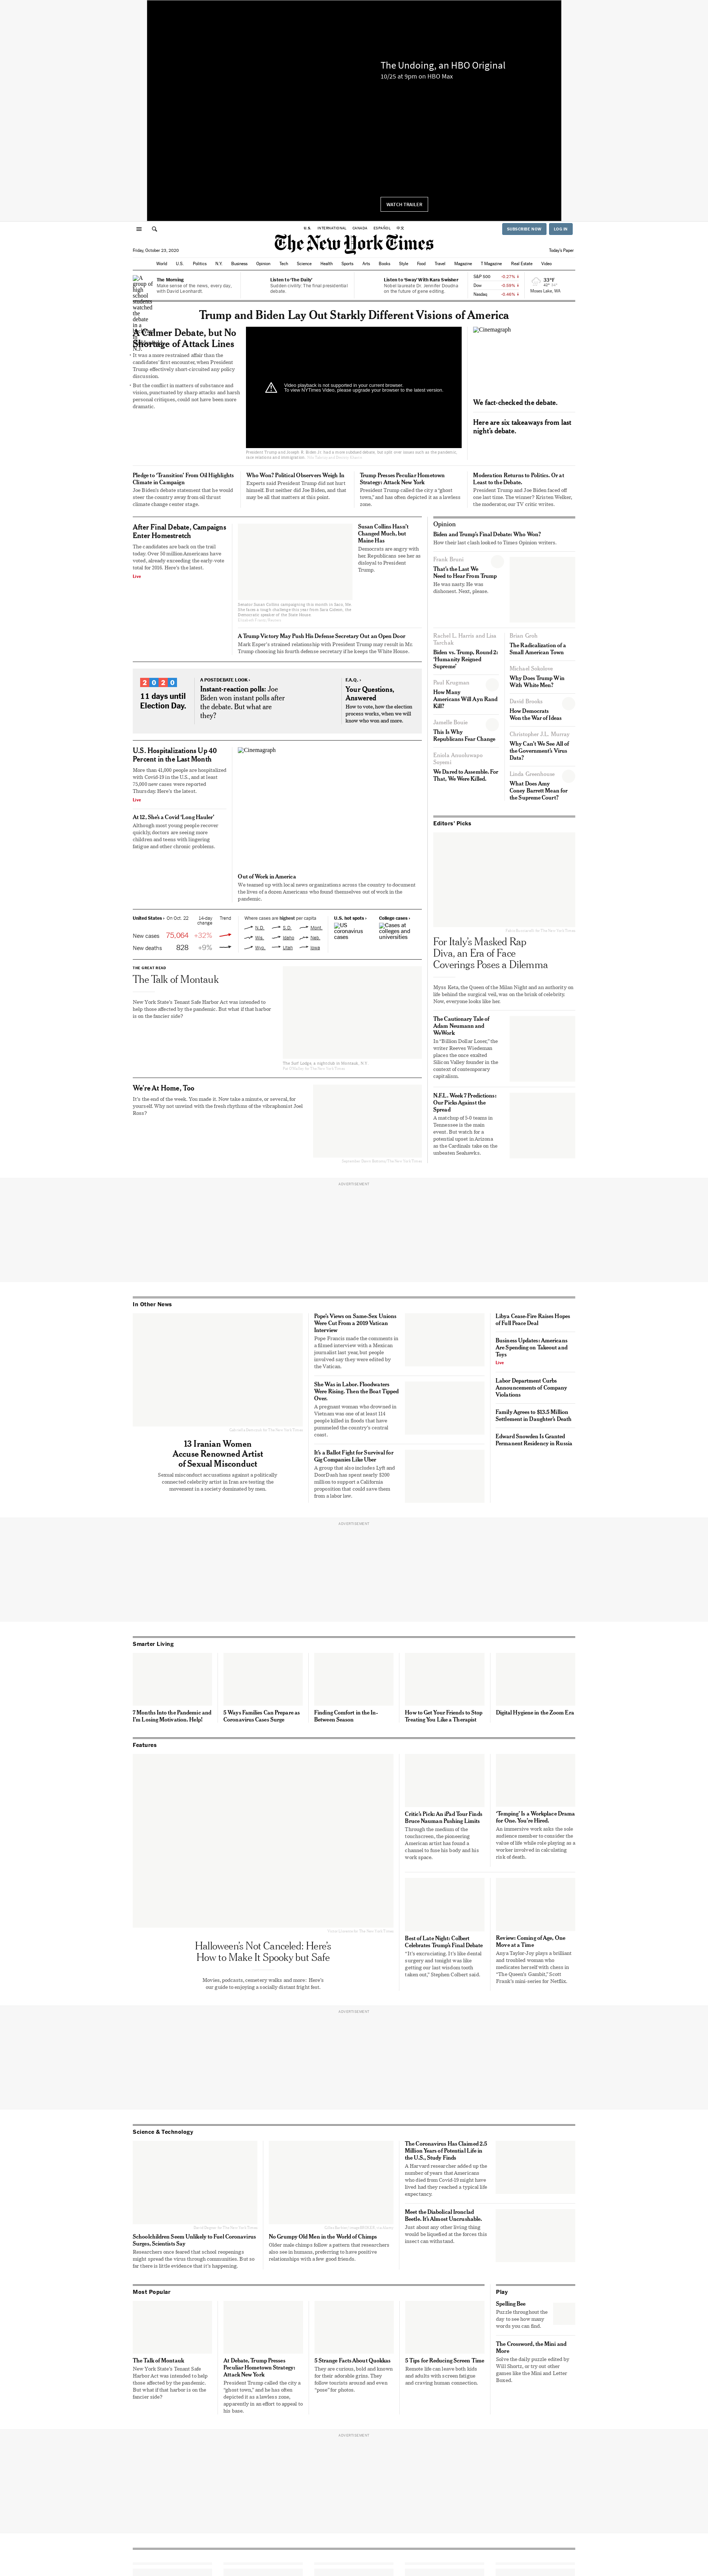 The Undoing, an HBO Original
10/25 at 9pm on HBO Max
WATCH TRAILER
U.S. INTERNATIONAL CANADA ESPAÑOL 中文
SUBSCRIBE NOW LOG IN
The New York Times
Friday, October 23, 2020
Today's Paper
World U.S. Politics N.Y. Business Opinion Tech Science Health Sports Arts Books Style Food Travel Magazine T Magazine Real Estate Video
The Morning
Make sense of the news, every day, with David Leonhardt.
Listen to 'The Daily'
Sudden civility: The final presidential debate.
Listen to 'Sway' With Kara Swisher
Nobel laureate Dr. Jennifer Doudna on the future of gene editing.
S&P 500
Dow
Nasdaq
33°F
Moses Lake, WA
Trump and Biden Lay Out Starkly Different Visions of America
A group of high school students watched the debate in a
A Calmer Debate, but No
Shortage of Attack Lines
It was a more restrained affair than the
candidates' first encounter, when President
Trump effectively short-circuited any policy
discussion.
But the conflict in matters of substance and
vision, punctuated by sharp attacks and harsh
personal critiques, could not have been more
dramatic.
Video playback is not supported in your current browser.
To view NYTimes Video, please upgrade your browser to the latest version.
Cinemagraph
We fact-checked the debate.
Here are six takeaways from last
night's debate.
Pledge to 'Transition' From Oil Highlights
Climate in Campaign
Joe Biden's debate statement that he would
steer the country away from oil thrust
climate change center stage.
Who Won? Political Observers Weigh In
Experts said President Trump did not hurt
himself. But neither did Joe Biden, and that
may be all that matters at this point.
Trump Presses Peculiar Hometown
Strategy: Attack New York
President Trump called the city a "ghost
town," and has often depicted it as a lawless
zone.
Moderation Returns to Politics. Or at
Least to the Debate.
President Trump and Joe Biden faced off
one last time. The winner? Kristen Welker,
the moderator, our TV critic writes.
After Final Debate, Campaigns
Enter Homestretch
The candidates are back on the trail
today. Over 50 million Americans have
voted, already exceeding the early-vote
total for 2016. Here's the latest.
Live
Susan Collins Hasn't
Changed Much, but
Maine Has
Democrats are angry with
her. Republicans see her as
disloyal to President
Trump.
A Trump Victory May Push His Defense Secretary Out an Open Door
Mark Esper's strained relationship with President Trump may result in Mr.
Trump choosing his fourth defense secretary if he keeps the White House.
Opinion
Biden and Trump's Final Debate: Who Won?
How their last clash looked to Times Opinion writers.
Frank Bruni
That's the Last We
Need to Hear From Trump
He was nasty. He was
dishonest. Next, please.
Rachel L. Harris and Lisa
Tarchak
Biden vs. Trump, Round 2:
'Humanity Reigned
Supreme'
Paul Krugman
How Many
Americans Will Ayn Rand
Kill?
Jamelle Bouie
This Is Why
Republicans Fear Change
We Dared to Assemble. For
That, We Were Killed.
Brian Groh
The Radicalization of a
Small American Town
Michael Sokolove
Why Does Trump Win
With White Men?
David Brooks
How Democrats
Won the War of Ideas
Christopher J.L. Murray
Why Can't We See All of
the Government's Virus
Data?
Linda Greenhouse
What Does Amy
Coney Barrett Mean for
the Supreme Court?
2020
11 days until
Election Day.
A POSTDEBATE LOOK ›
Instant-reaction polls: Joe
Biden won instant polls after
the debate. But what are
they?
F.A.Q. ›
Your Questions,
Answered
How to vote, how the election
process works, when we will
know who won and more.
U.S. Hospitalizations Up 40
Percent in the Last Month
More than 41,000 people are hospitalized
with Covid-19 in the U.S., and at least
75,000 new cases were reported
Thursday. Here's the latest.
Live
At 12, She's a Covid 'Long Hauler'
Although most young people recover
quickly, doctors are seeing more
children and teens with lingering
fatigue and other chronic problems.
Cinemagraph
Out of Work in America
We teamed up with local news organizations across the country to document
the lives of a dozen Americans who found themselves out of work in the
pandemic.
United States › On Oct. 22 14-day change Trend
New cases 75,064 +32%
New deaths 828 +9%
Where cases are highest per capita
N.D. S.D. Mont.
Wis. Idaho Neb.
Wyo. Utah Iowa
U.S. hot spots ›
US coronavirus cases
College cases ›
Cases at colleges and universities
THE GREAT READ
The Talk of Montauk
New York State's Tenant Safe Harbor Act was intended to
help those affected by the pandemic. But what if that harbor
is on the fancier side?
The Surf Lodge, a nightclub in Montauk, N.Y.
We're At Home, Too
It's the end of the week. You made it. Now take a minute, or several, for
yourself. Why not unwind with the fresh rhythms of the vibraphonist Joel
Ross?
Editors' Picks
For Italy's Masked Rap
Diva, an Era of Face
Coverings Poses a Dilemma
Myss Keta, the Queen of the Milan Night and an authority on
life behind the surgical veil, was on the brink of celebrity.
Now, everyone looks like her.
The Cautionary Tale of
Adam Neumann and
WeWork
In "Billion Dollar Loser," the
writer Reeves Wiedeman
places the once exalted
Silicon Valley founder in the
context of contemporary
capitalism.
N.F.L. Week 7 Predictions:
Our Picks Against the
Spread
A matchup of 5-0 teams in
Tennessee is the main
event. But watch for a
potential upset in Arizona
as the Cardinals take on the
unbeaten Seahawks.
ADVERTISEMENT
In Other News
13 Iranian Women
Accuse Renowned Artist
of Sexual Misconduct
Sexual misconduct accusations against a politically
connected celebrity artist in Iran are testing the
movement in a society dominated by men.
Pope's Views on Same-Sex Unions
Were Cut From a 2019 Vatican
Interview
Pope Francis made the comments in
a filmed interview with a Mexican
journalist last year, but people
involved say they were edited by
the Vatican.
She Was in Labor. Floodwaters
Were Rising. Then the Boat Tipped
Over.
A pregnant woman who drowned in
Vietnam was one of at least 114
people killed in floods that have
pummeled the country's central
coast.
It's a Ballot Fight for Survival for
Gig Companies Like Uber
A group that also includes Lyft and
DoorDash has spent nearly $200
million to support a California
proposition that could save them
from a labor law.
Libya Cease-Fire Raises Hopes
of Full Peace Deal
Business Updates: Americans
Are Spending on Takeout and
Toys
Live
Labor Department Curbs
Announcements of Company
Violations
Family Agrees to $13.5 Million
Settlement in Daughter's Death
Edward Snowden Is Granted
Permanent Residency in Russia
ADVERTISEMENT
Smarter Living
7 Months Into the Pandemic and
I'm Losing Motivation. Help!
5 Ways Families Can Prepare as
Coronavirus Cases Surge
Finding Comfort in the In-
Between Season
How to Get Your Friends to Stop
Treating You Like a Therapist
Digital Hygiene in the Zoom Era
Features
Halloween's Not Canceled: Here's
How to Make It Spooky but Safe
Movies, podcasts, cemetery walks and more: Here's
our guide to enjoying a socially distant fright fest.
Critic's Pick: An iPad Tour Finds
Bruce Nauman Pushing Limits
Through the medium of the
touchscreen, the pioneering
American artist has found a
channel to fuse his body and his
work space.
'Temping' Is a Workplace Drama
for One. You're Hired.
An immersive work asks the sole
audience member to consider the
value of life while role-playing as a
worker involved in calculating
risk of death.
Best of Late Night: Colbert
Celebrates Trump's Final Debate
"It's excruciating. It's like dental
surgery and tonight was like
getting our last wisdom tooth
taken out," Stephen Colbert said.
Review: Coming of Age, One
Move at a Time
Anya Taylor-Joy plays a brilliant
and troubled woman who
medicates herself with chess in
"The Queen's Gambit," Scott
Frank's mini-series for Netflix.
ADVERTISEMENT
Science & Technology
Schoolchildren Seem Unlikely to Fuel Coronavirus
Surges, Scientists Say
Researchers once feared that school reopenings
might spread the virus through communities. But so
far there is little evidence that it's happening.
No Grumpy Old Men in the World of Chimps
Older male chimps follow a pattern that researchers
also see in humans, preferring to have positive
relationships with a few good friends.
The Coronavirus Has Claimed 2.5
Million Years of Potential Life in
the U.S., Study Finds
A Harvard researcher added up the
number of years that Americans
who died from Covid-19 might have
lived had they reached a typical life
expectancy.
Meet the Diabolical Ironclad
Beetle. It's Almost Uncrushable.
Just about any other living thing
would be liquefied at the forces this
insect can withstand.
Most Popular
The Talk of Montauk
New York State's Tenant Safe
Harbor Act was intended to help
those affected by the pandemic.
But what if that harbor is on the
fancier side?
At Debate, Trump Presses
Peculiar Hometown Strategy:
Attack New York
President Trump called the city a
"ghost town," and he has often
depicted it as a lawless zone,
apparently in an effort to appeal to
his base.
5 Strange Facts About Quokkas
They are curious, bold and known
for their adorable grins. They
follow tourists around and even
"pose" for photos.
5 Tips for Reducing Screen Time
Remote life can leave both kids
and adults with screen fatigue
and craving human connection.
Play
Spelling Bee
Puzzle throughout the
day to see how many
words you can find.
The Crossword, the Mini and
More
Solve the daily puzzle edited by
Will Shortz, or try out other
games like the Mini and Letter
Boxed.
ADVERTISEMENT